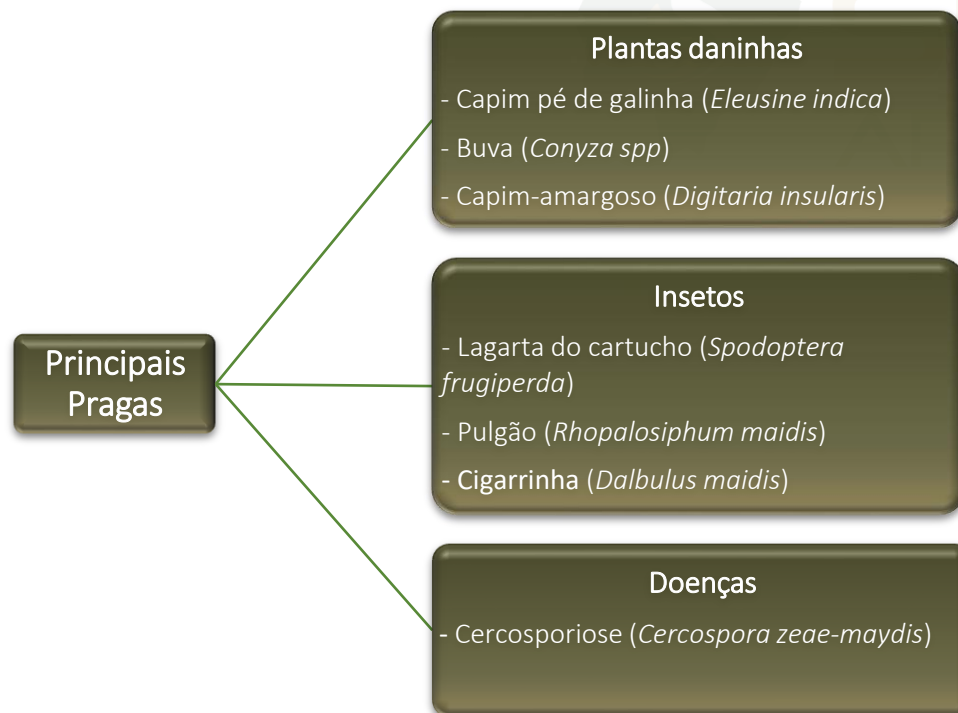 Principais
Pragas
Plantas daninhas
- Capim pé de galinha (Eleusine indica)
- Buva (Conyza spp)
- Capim-amargoso (Digitaria insularis)
Insetos
- Lagarta do cartucho (Spodoptera
frugiperda)
- Pulgão (Rhopalosiphum maidis)
- Cigarrinha (Dalbulus maidis)
Doenças
- Cercosporiose (Cercospora zeae-maydis)